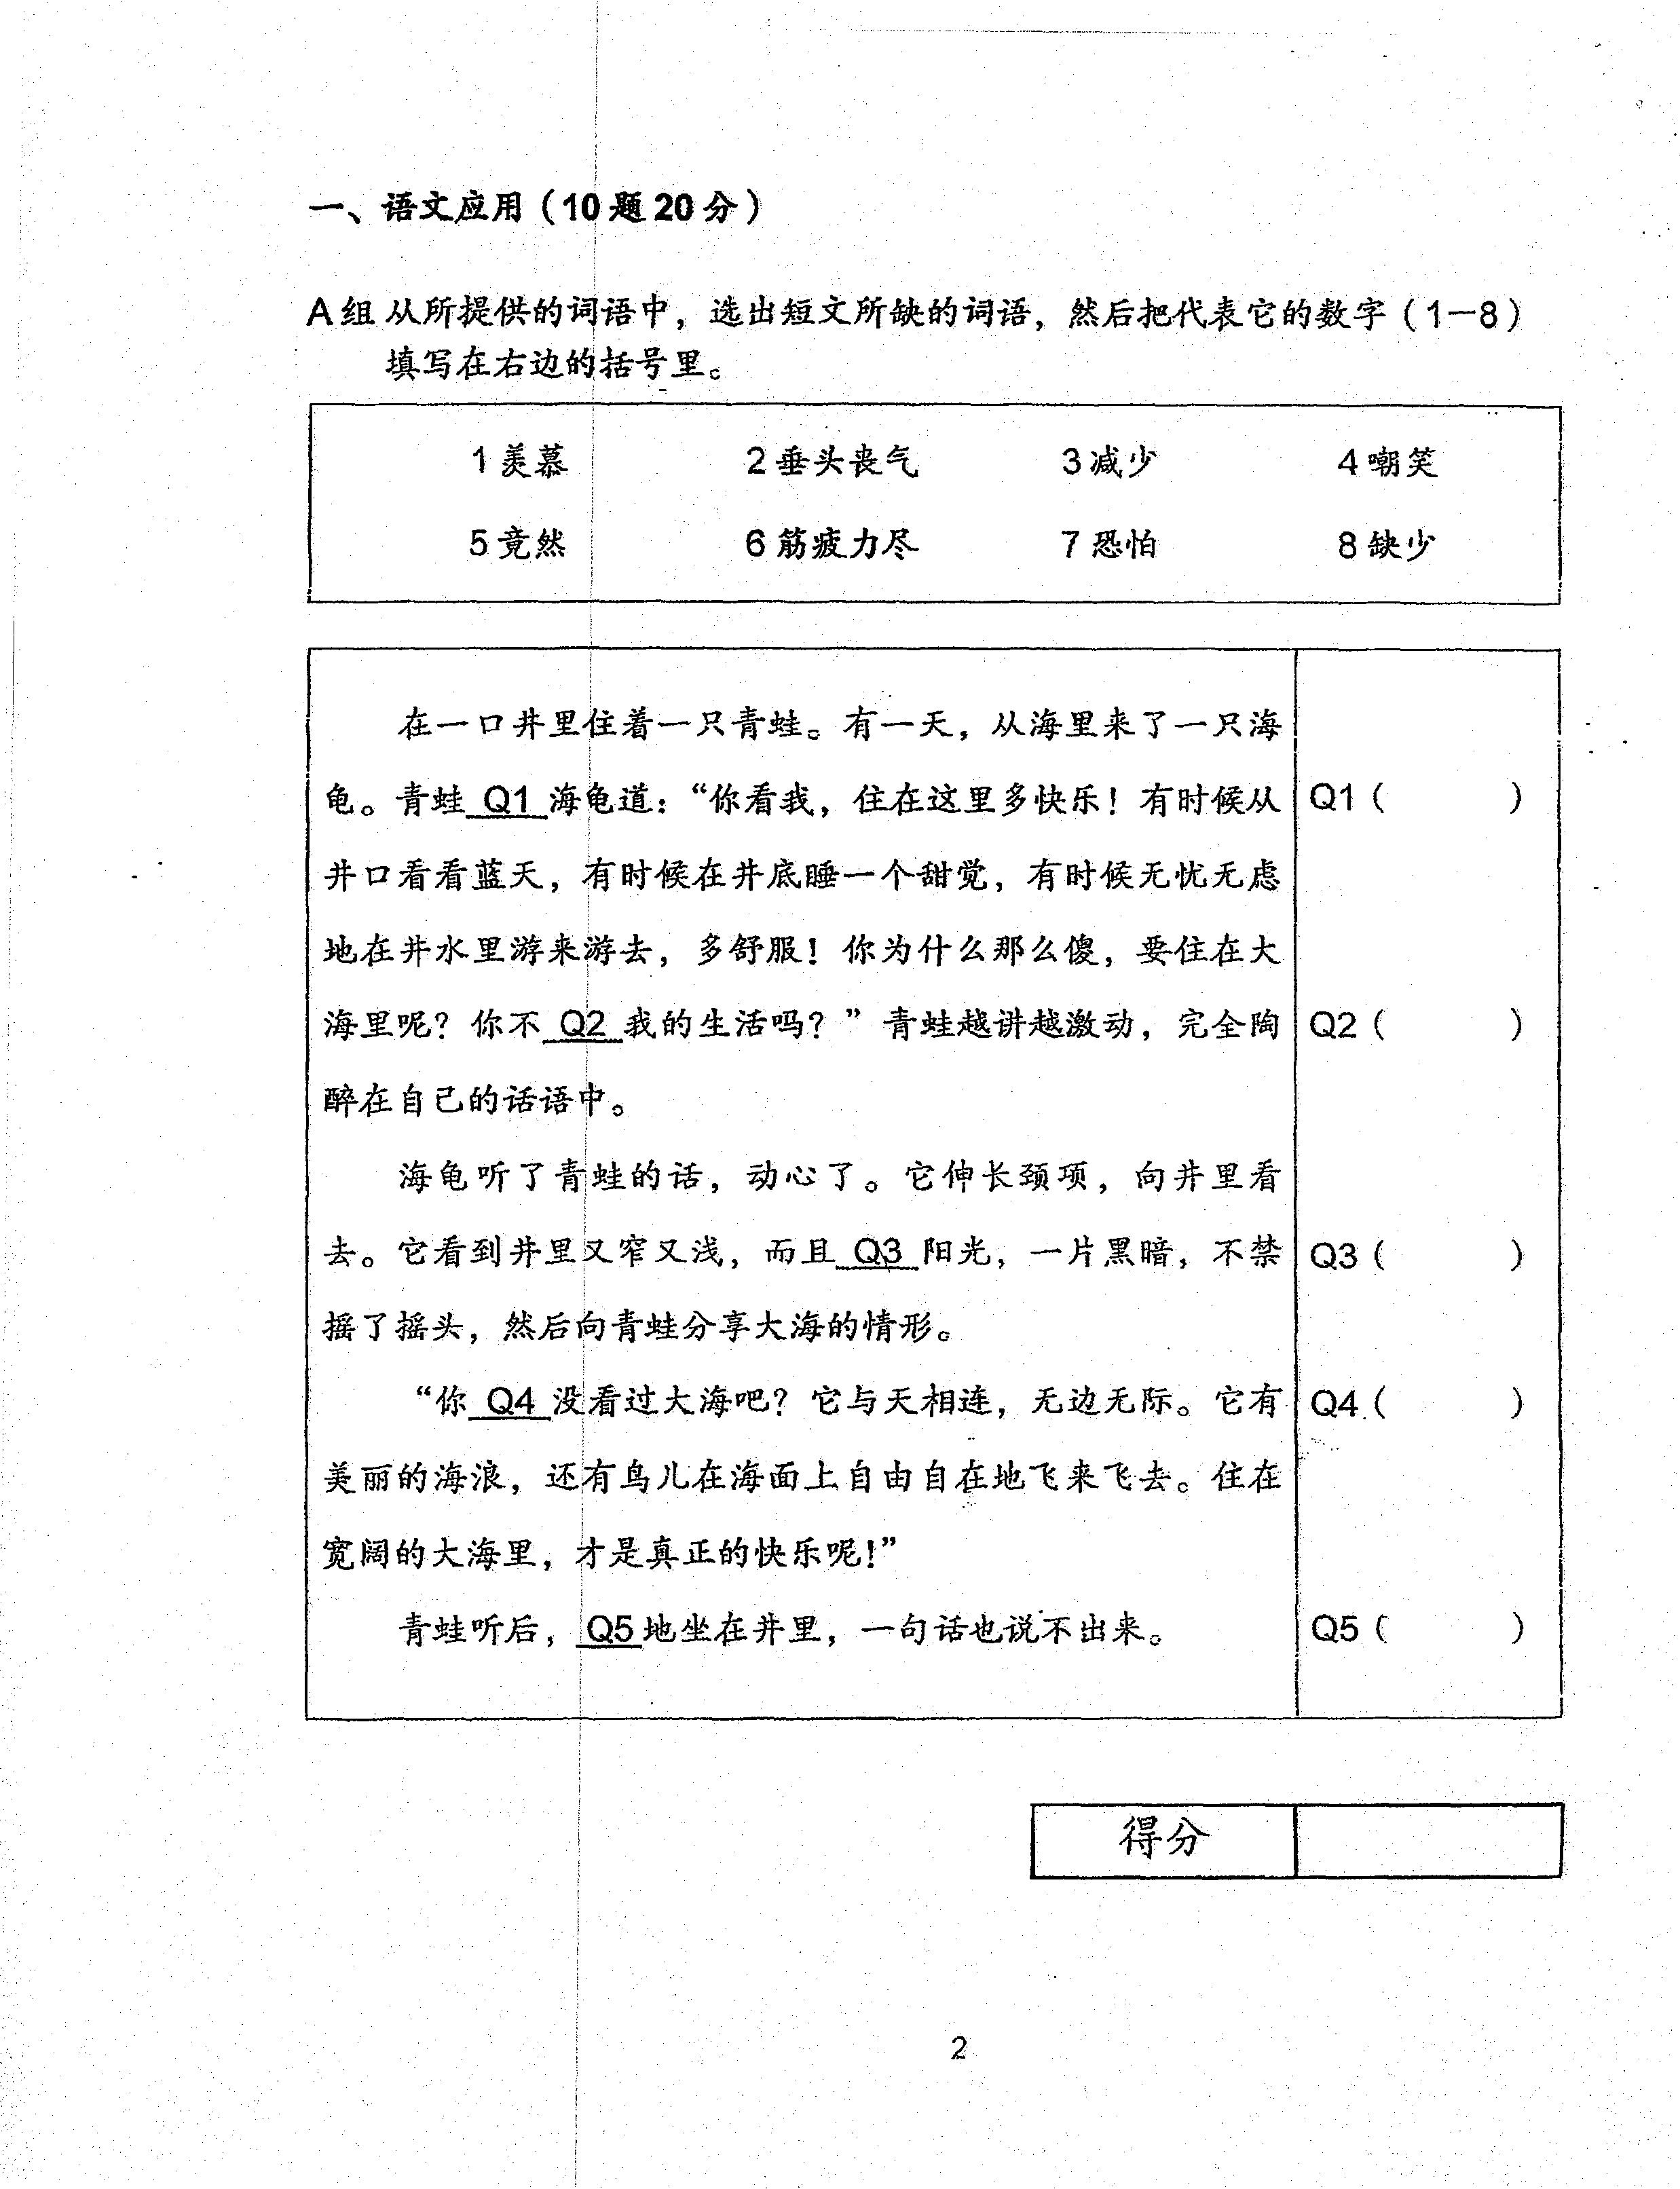 一、语文应用（10题20分）
A组 从所提供的词语中，选出短文所缺的词语，然后把代表它的数字（1－8）
填写在右边的括号里。
1 羡慕 2 垂头丧气 3 减少 4 嘲笑
5 竟然 6 筋疲力尽 7 恐怕 8 缺少
在一口井里住着一只青蛙。有一天，从海里来了一只海
龟。青蛙 Q1 海龟道：“你看我，住在这里多快乐！有时候从 Q1（ ）
井口看看蓝天，有时候在井底睡一个甜觉，有时候无忧无虑
地在井水里游来游去，多舒服！你为什么那么傻，要住在大
海里呢？你不 Q2 我的生活吗？”青蛙越讲越激动，完全陶 Q2（ ）
醉在自己的话语中。
海龟听了青蛙的话，动心了。它伸长颈项，向井里看
去。它看到井里又窄又浅，而且 Q3 阳光，一片黑暗，不禁 Q3（ ）
摇了摇头，然后向青蛙分享大海的情形。
“你 Q4 没看过大海吧？它与天相连，无边无际。它有 Q4（ ）
美丽的海浪，还有鸟儿在海面上自由自在地飞来飞去。住在
宽阔的大海里，才是真正的快乐呢！”
青蛙听后， Q5 地坐在井里，一句话也说不出来。 Q5（ ）
得分
2